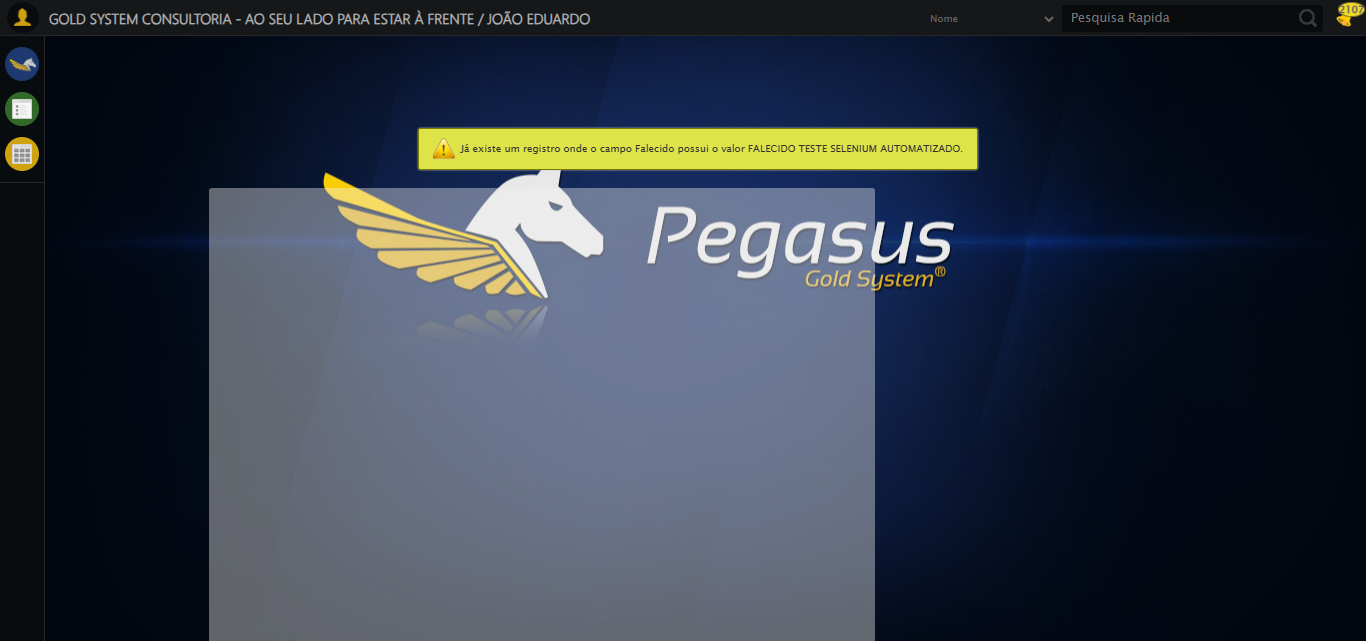 GOLD SYSTEM CONSULTORIA - AO SEU LADO PARA ESTAR À FRENTE / JOÃO EDUARDO
Nome
Pesquisa Rapida
2107
Já existe um registro onde o campo Falecido possui o valor FALECIDO TESTE SELENIUM AUTOMATIZADO.
Pegasus
Gold System®